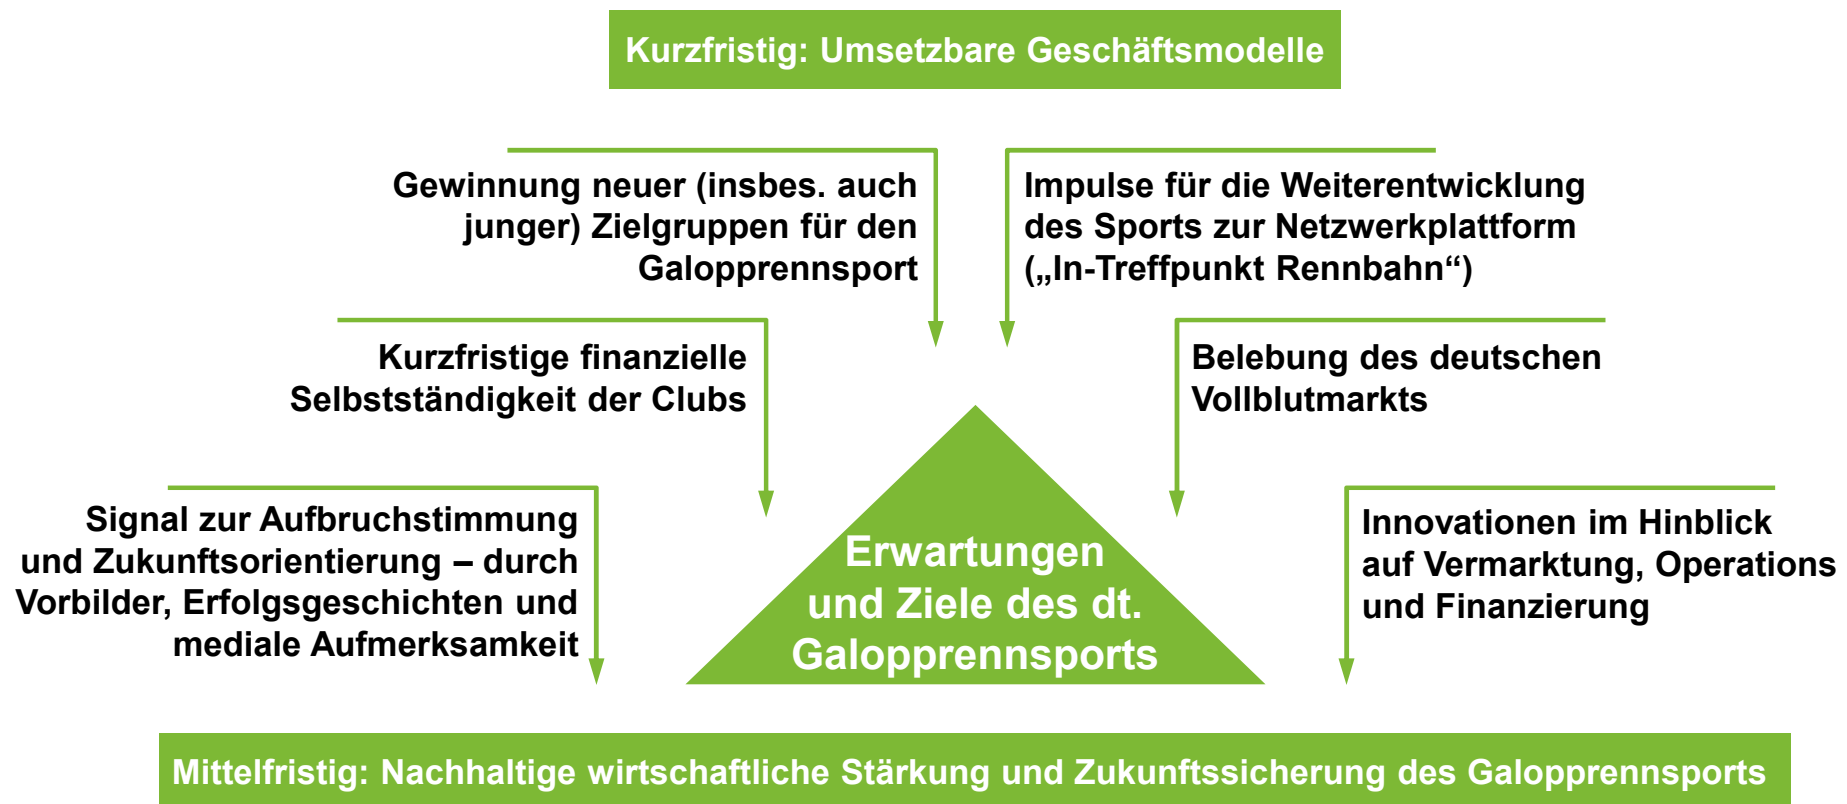 Kurzfristig: Umsetzbare Geschäftsmodelle
Gewinnung neuer (insbes. auch
junger) Zielgruppen für den
Galopprennsport
Impulse für die Weiterentwicklung
des Sports zur Netzwerkplattform
(„In-Treffpunkt Rennbahn“)
Kurzfristige finanzielle
Selbstständigkeit der Clubs
Belebung des deutschen
Vollblutmarkts
Signal zur Aufbruchstimmung
und Zukunftsorientierung – durch
Vorbilder, Erfolgsgeschichten und
mediale Aufmerksamkeit
Erwartungen
und Ziele des dt.
Galopprennsports
Innovationen im Hinblick
auf Vermarktung, Operations
und Finanzierung
Mittelfristig: Nachhaltige wirtschaftliche Stärkung und Zukunftssicherung des Galopprennsports